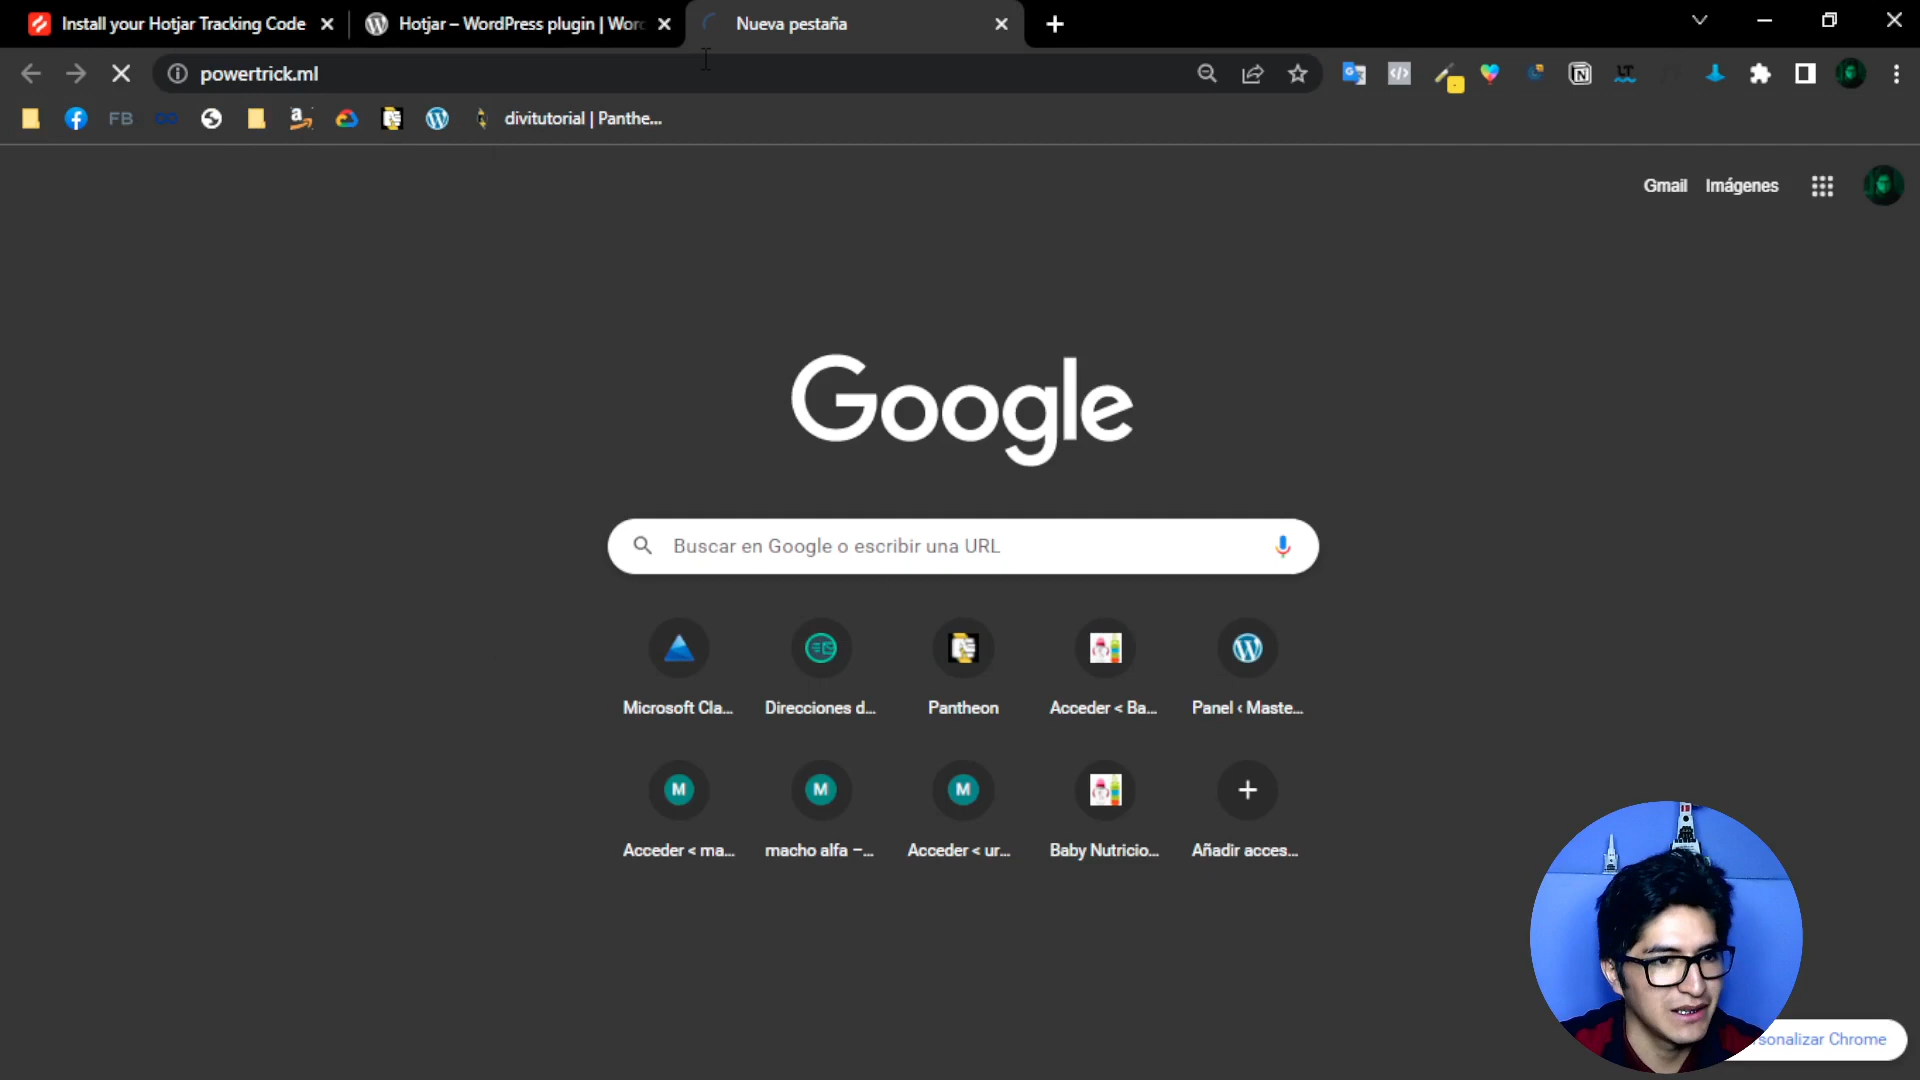 Install your Hotjar Tracking Code
Hotjar – WordPress plugin | Wor
Nueva pestaña
powertrick.ml
FB
divitutorial | Panthe...
Gmail
Imágenes
Google
Buscar en Google o escribir una URL
Microsoft Cla...
Direcciones d...
Pantheon
Acceder < Ba...
Panel ‹ Maste...
M
M
M
Acceder < ma...
macho alfa –...
Acceder < ur...
Baby Nutricio...
Añadir acces...
rsonalizar Chrome